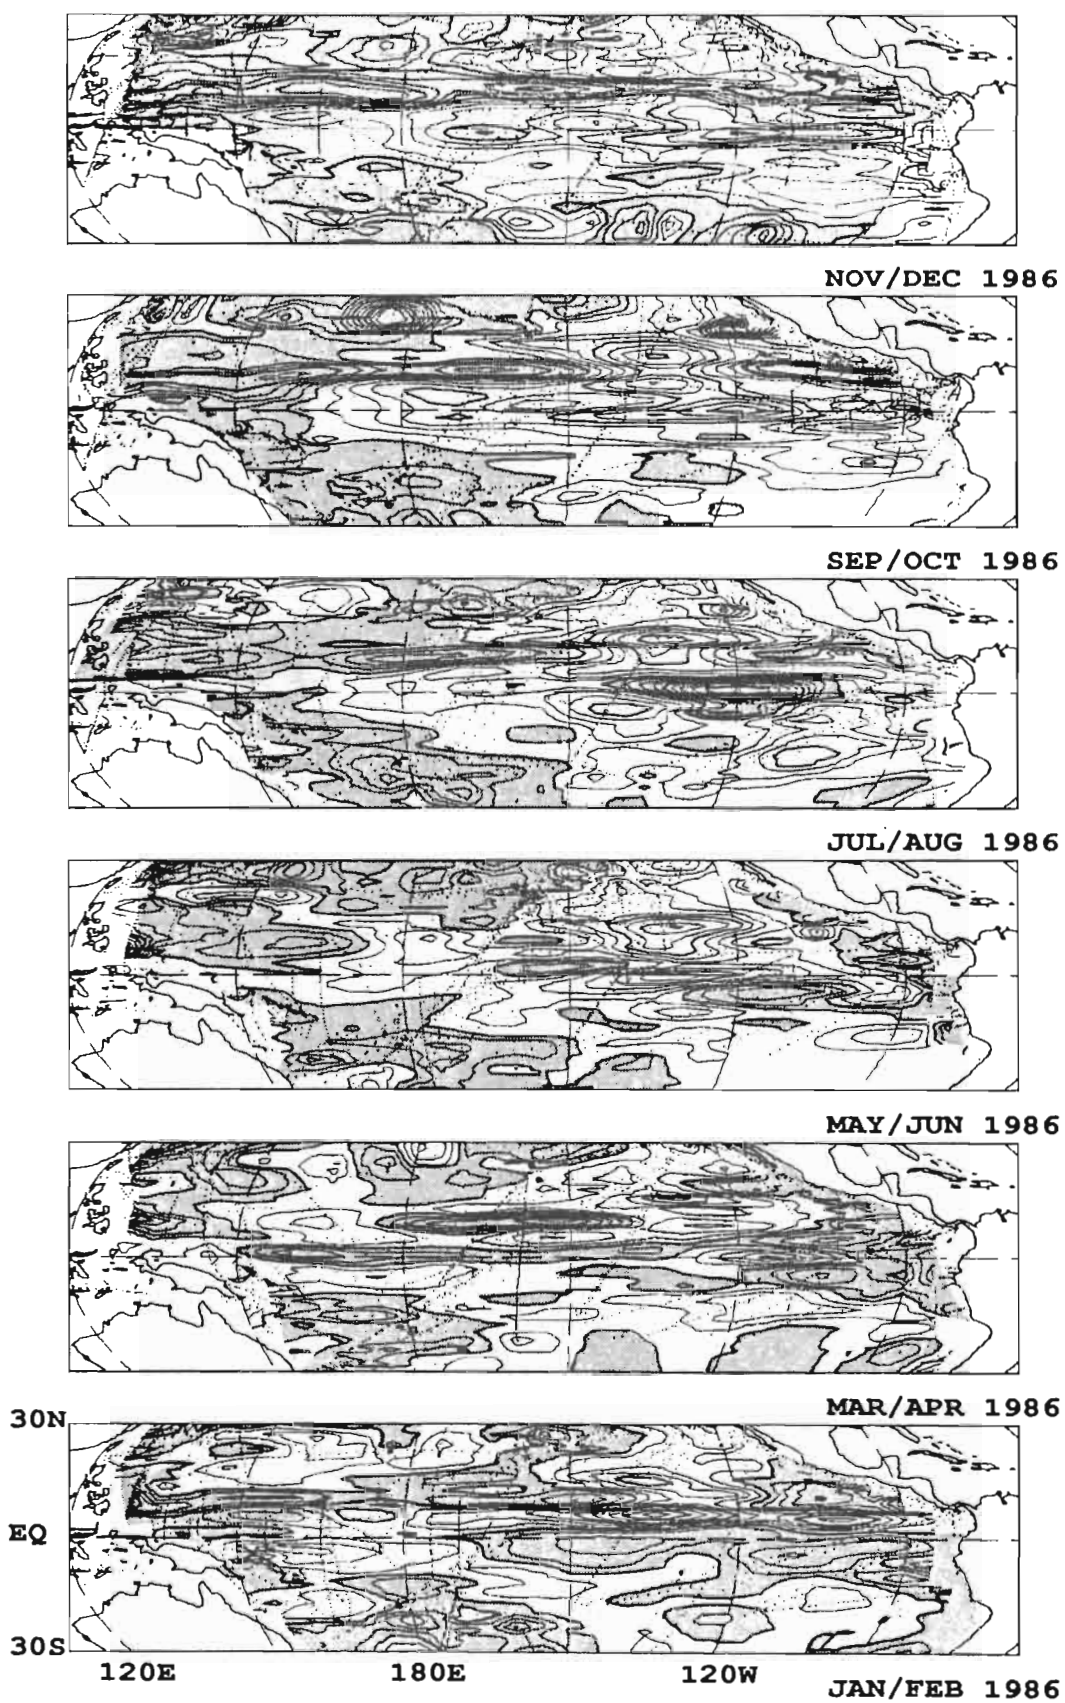 NOV/DEC 1986
SEP/OCT 1986
JUL/AUG 1986
MAY/JUN 1986
MAR/APR 1986
30N
EQ
30S
120E 180E 120W
JAN/FEB 1986